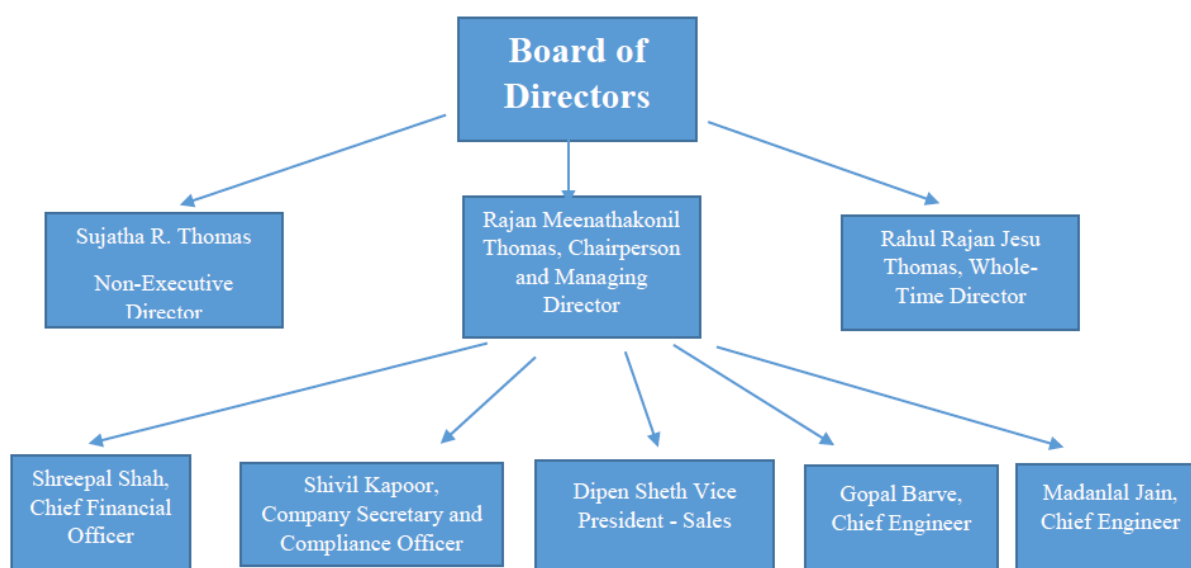 Board of
Directors
Sujatha R. Thomas
Non-Executive
Director
Rajan Meenathakonil
Thomas, Chairperson
and Managing
Director
Rahul Rajan Jesu
Thomas, Whole-
Time Director
Shreepal Shah,
Chief Financial
Officer
Shivil Kapoor,
Company Secretary and
Compliance Officer
Dipen Sheth Vice
President - Sales
Gopal Barve,
Chief Engineer
Madanlal Jain,
Chief Engineer